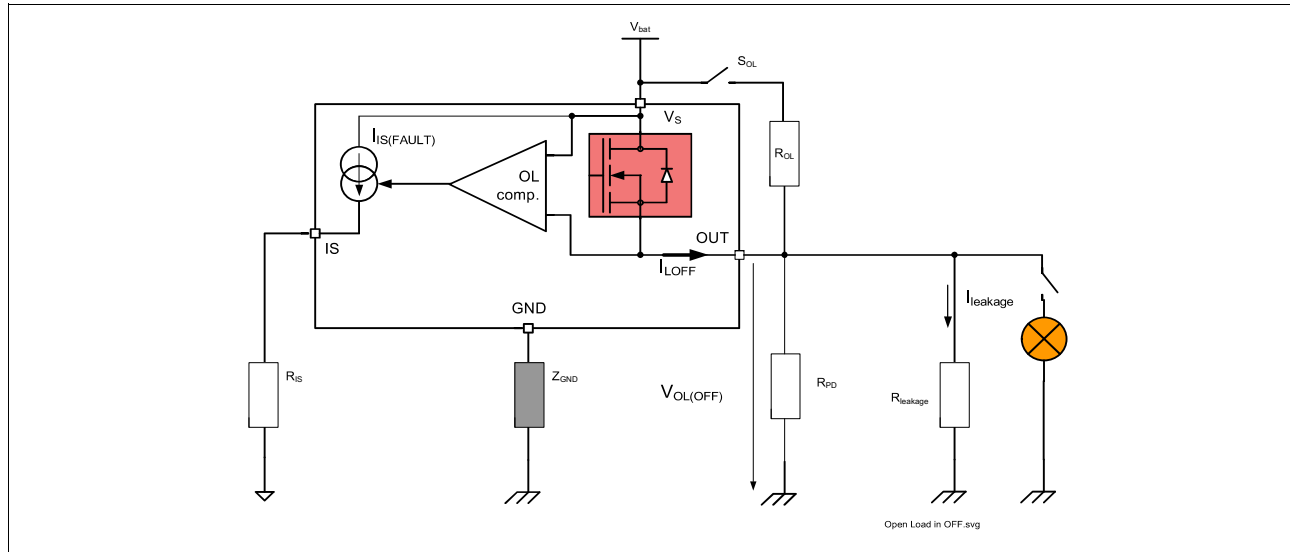 Vbat
SOL
VS
IIS(FAULT)
ROL
OL
comp.
OUT
IS
ILOFF
GND
Ileakage
RIS
ZGND
VOL(OFF)
RPD
Rleakage
Open Load in OFF.svg